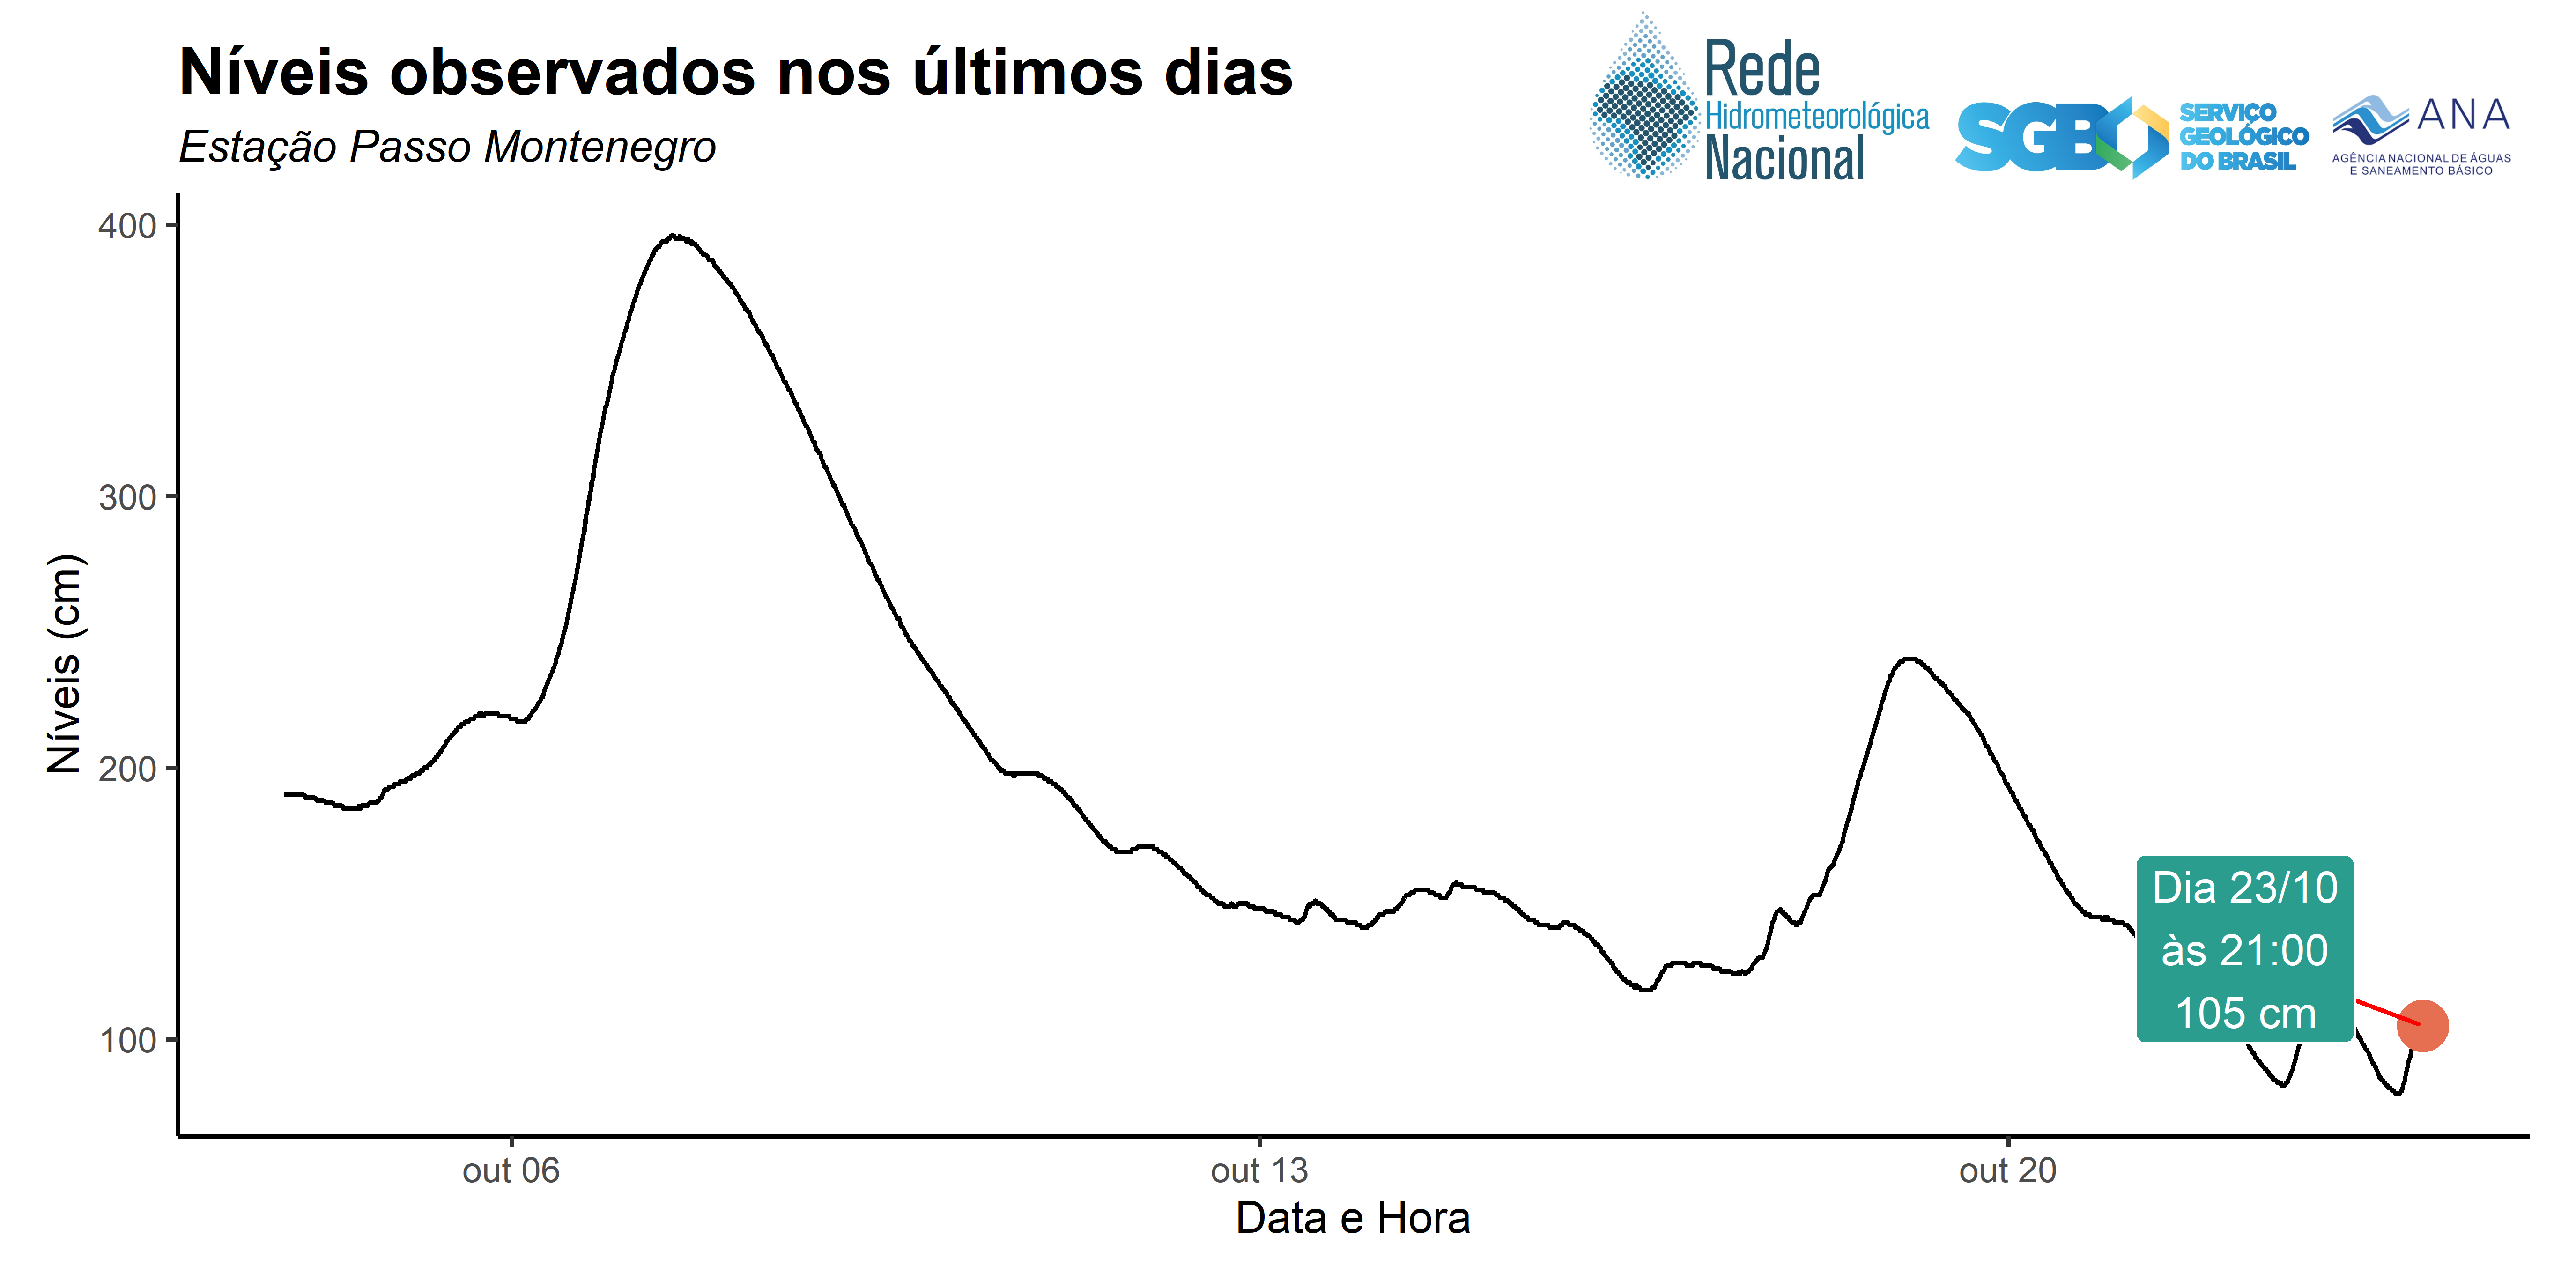 Níveis observados nos últimos dias
Estação Passo Montenegro
Rede
Hidrometeorológica
Nacional
SGB
SERVIÇO
GEOLÓGICO
DO BRASIL
ANA
AGÊNCIA NACIONAL DE ÁGUAS
E SANEAMENTO BÁSICO
400
300
200
100
Níveis (cm)
Dia 23/10
às 21:00
105 cm
out 06
out 13
out 20
Data e Hora